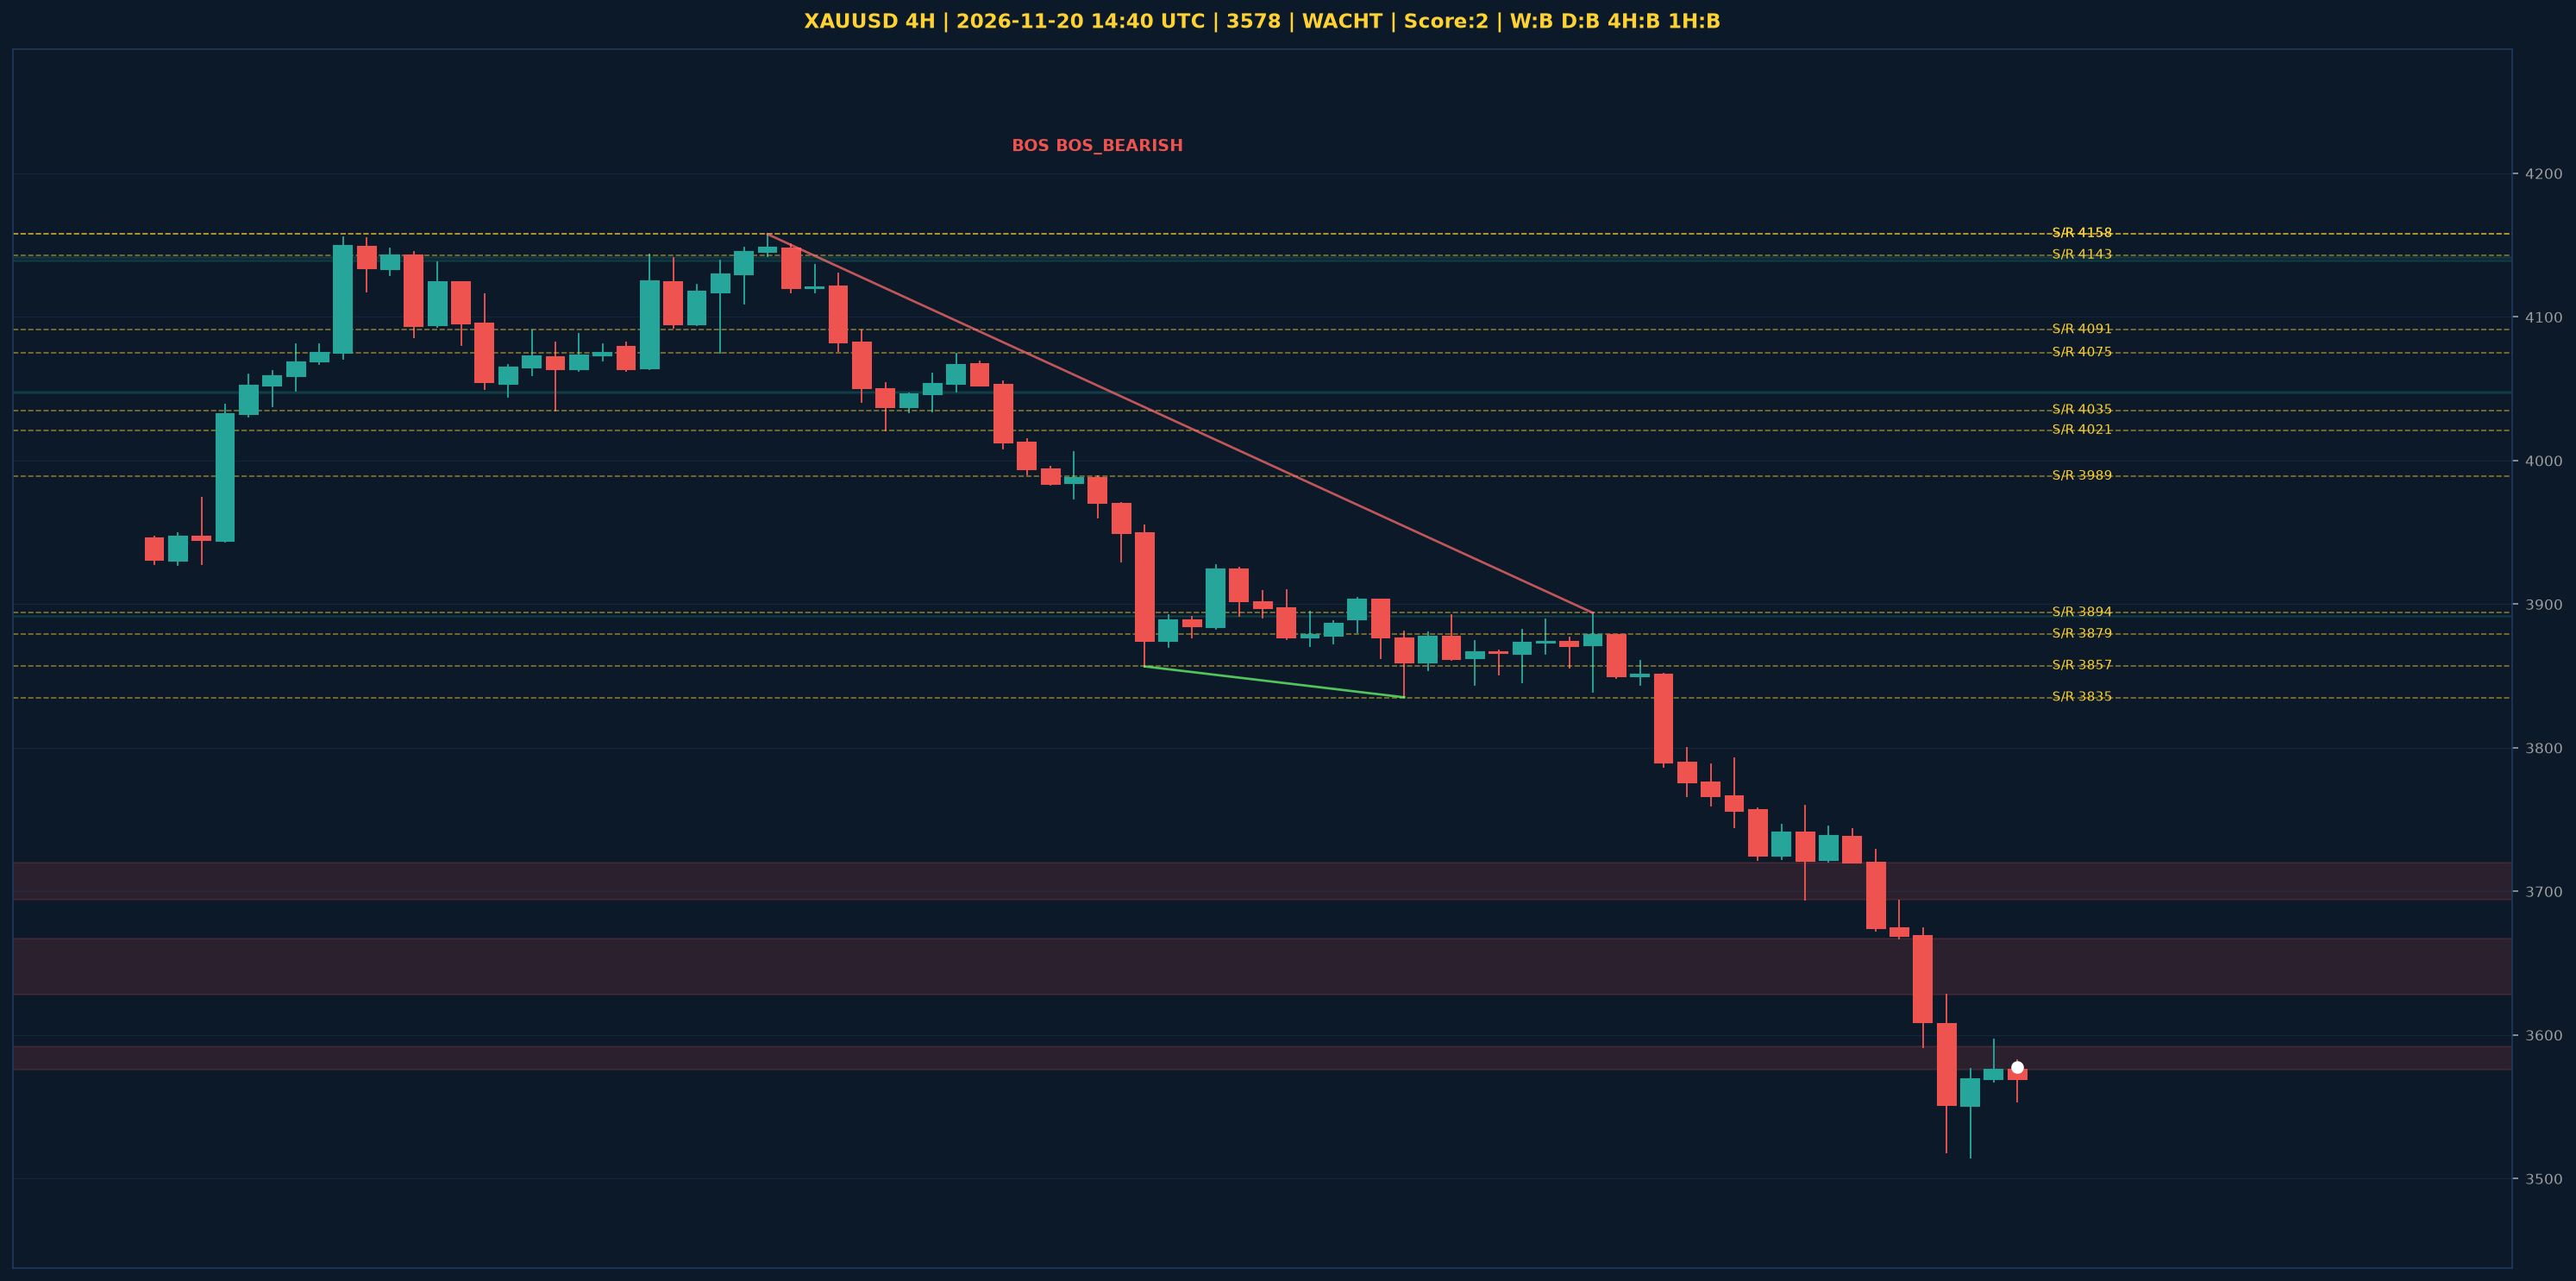 XAUUSD 4H | 2026-11-20 14:40 UTC | 3578 | WACHT | Score:2 | W:B D:B 4H:B 1H:B
BOS BOS_BEARISH
4200
S/R 4158
S/R 4143
4100
S/R 4091
S/R 4075
S/R 4035
S/R 4021
4000
S/R 3989
3900
S/R 3894
S/R 3879
S/R 3857
S/R 3835
3800
3700
3600
3500